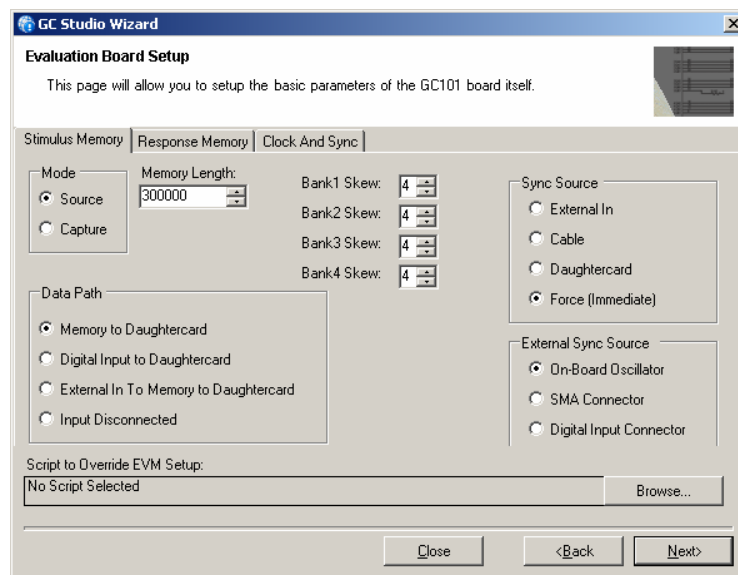 GC Studio Wizard
Evaluation Board Setup
This page will allow you to setup the basic parameters of the GC101 board itself.
Stimulus Memory Response Memory Clock And Sync
Mode
Source
Capture
Memory Length:
300000
Bank1 Skew: 4
Bank2 Skew: 4
Bank3 Skew: 4
Bank4 Skew: 4
Sync Source
External In
Cable
Daughtercard
Force (Immediate)
Data Path
Memory to Daughtercard
Digital Input to Daughtercard
External In To Memory to Daughtercard
Input Disconnected
External Sync Source
On-Board Oscillator
SMA Connector
Digital Input Connector
Script to Override EVM Setup:
No Script Selected
Browse...
Close <Back Next>